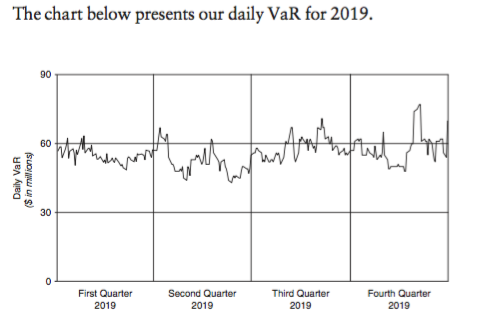 The chart below presents our daily VaR for 2019.
90
60
30
0
Daily VaR
($ in millions)
First Quarter
2019
Second Quarter
2019
Third Quarter
2019
Fourth Quarter
2019